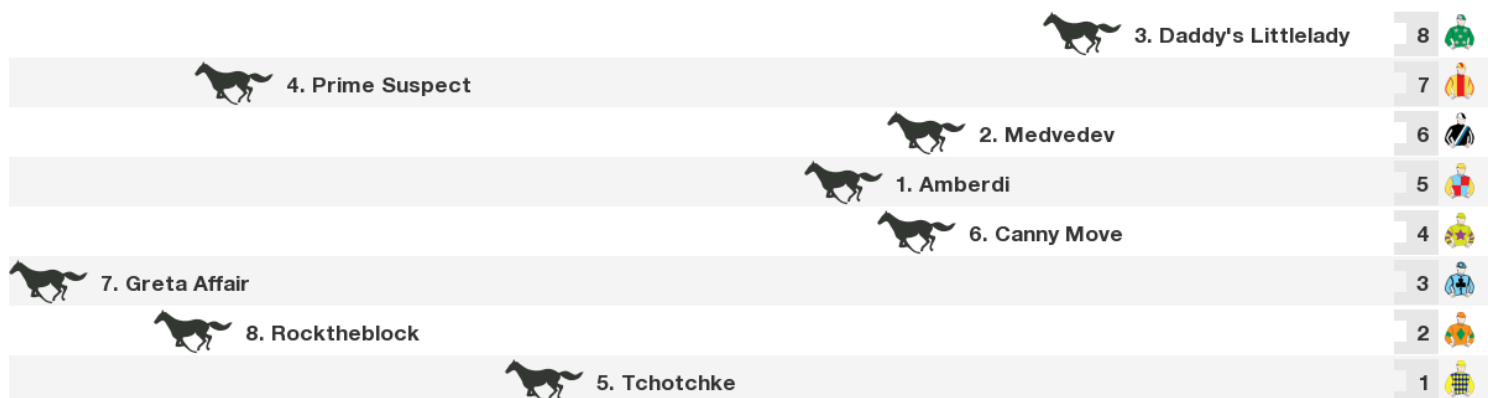 3. Daddy's Littlelady 8
4. Prime Suspect 7
2. Medvedev 6
1. Amberdi 5
6. Canny Move 4
7. Greta Affair 3
8. Rocktheblock 2
5. Tchotchke 1